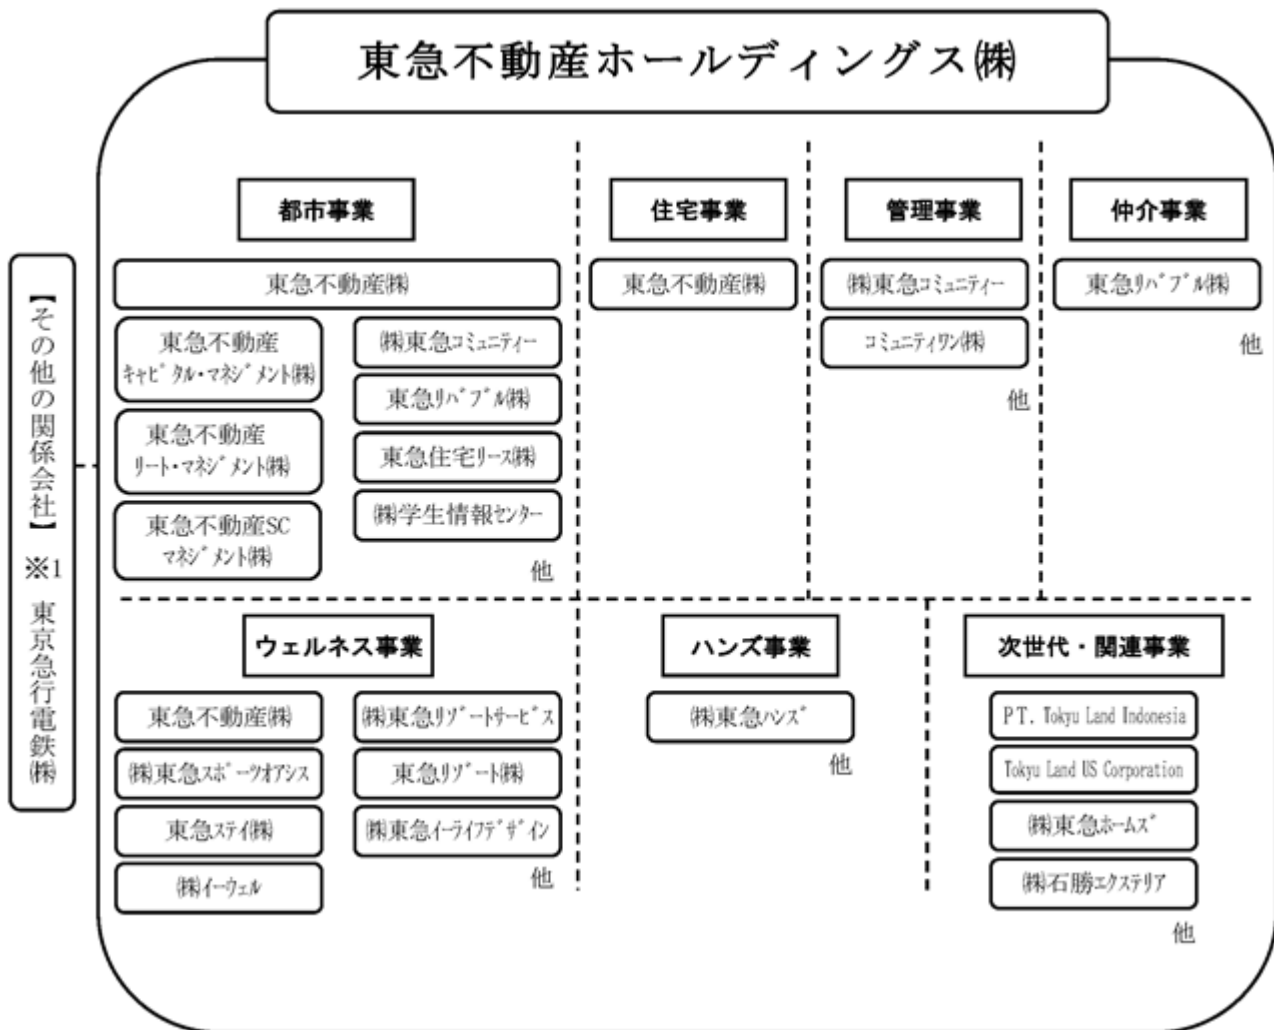 東急不動産ホールディングス㈱
【その他の関係会社】 ※1 東京急行電鉄㈱
都市事業
東急不動産㈱
東急不動産
ｷｬﾋﾟﾀﾙ・ﾏﾈｼﾞﾒﾝﾄ㈱
東急不動産
ﾘｰﾄ・ﾏﾈｼﾞﾒﾝﾄ㈱
東急不動産SC
ﾏﾈｼﾞﾒﾝﾄ㈱
㈱東急ｺﾐｭﾆﾃｨｰ
東急ﾘﾊﾞﾌﾞﾙ㈱
東急住宅ﾘｰｽ㈱
㈱学生情報ｾﾝﾀｰ
他
住宅事業
東急不動産㈱
管理事業
㈱東急ｺﾐｭﾆﾃｨｰ
ｺﾐｭﾆﾃｨﾜﾝ㈱
他
仲介事業
東急ﾘﾊﾞﾌﾞﾙ㈱
他
ウェルネス事業
東急不動産㈱
㈱東急ｽﾎﾟｰﾂｵｱｼｽ
東急ｽﾃｲ㈱
㈱ｲｰｳｪﾙ
㈱東急ﾘｿﾞｰﾄｻｰﾋﾞｽ
東急ﾘｿﾞｰﾄ㈱
㈱東急ｲｰﾗｲﾌﾃﾞｻﾞｲﾝ
他
ハンズ事業
㈱東急ﾊﾝｽﾞ
他
次世代・関連事業
PT. Tokyu Land Indonesia
Tokyu Land US Corporation
㈱東急ﾎｰﾑｽﾞ
㈱石勝ｴｸｽﾃﾘｱ
他